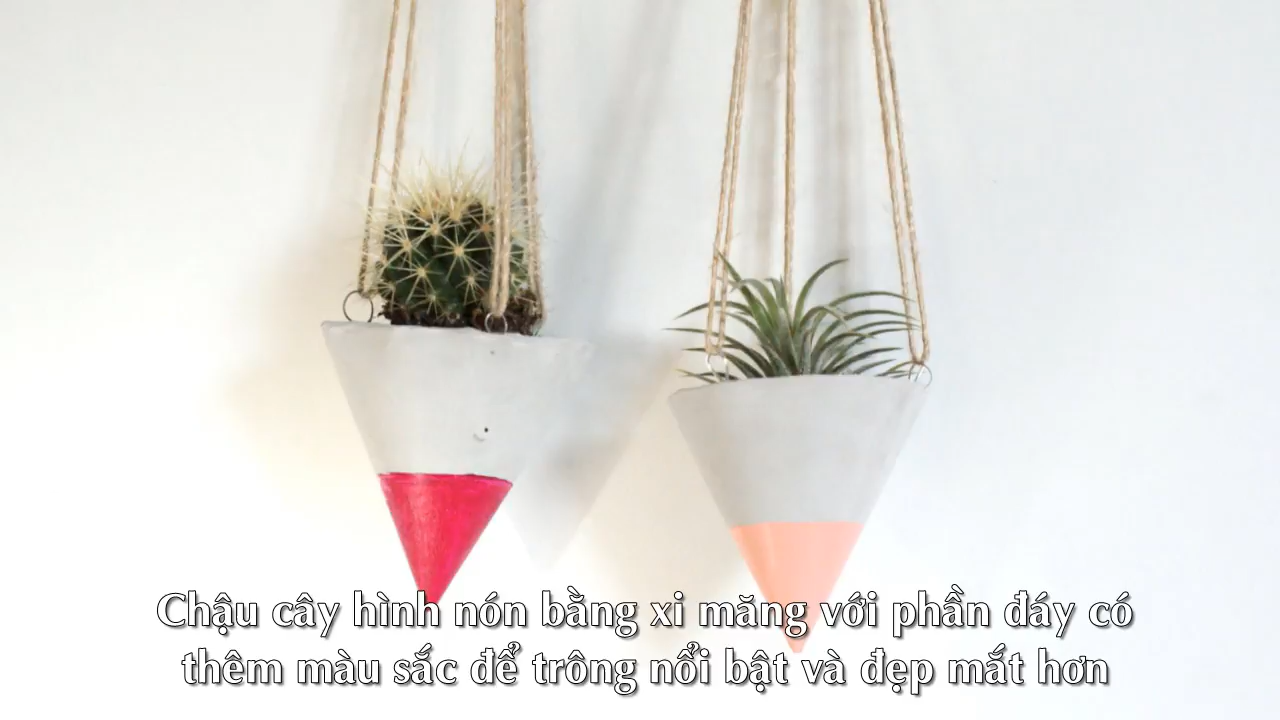 Chậu cây hình nón bằng xi măng với phần đáy có
thêm màu sắc để trông nổi bật và đẹp mắt hơn